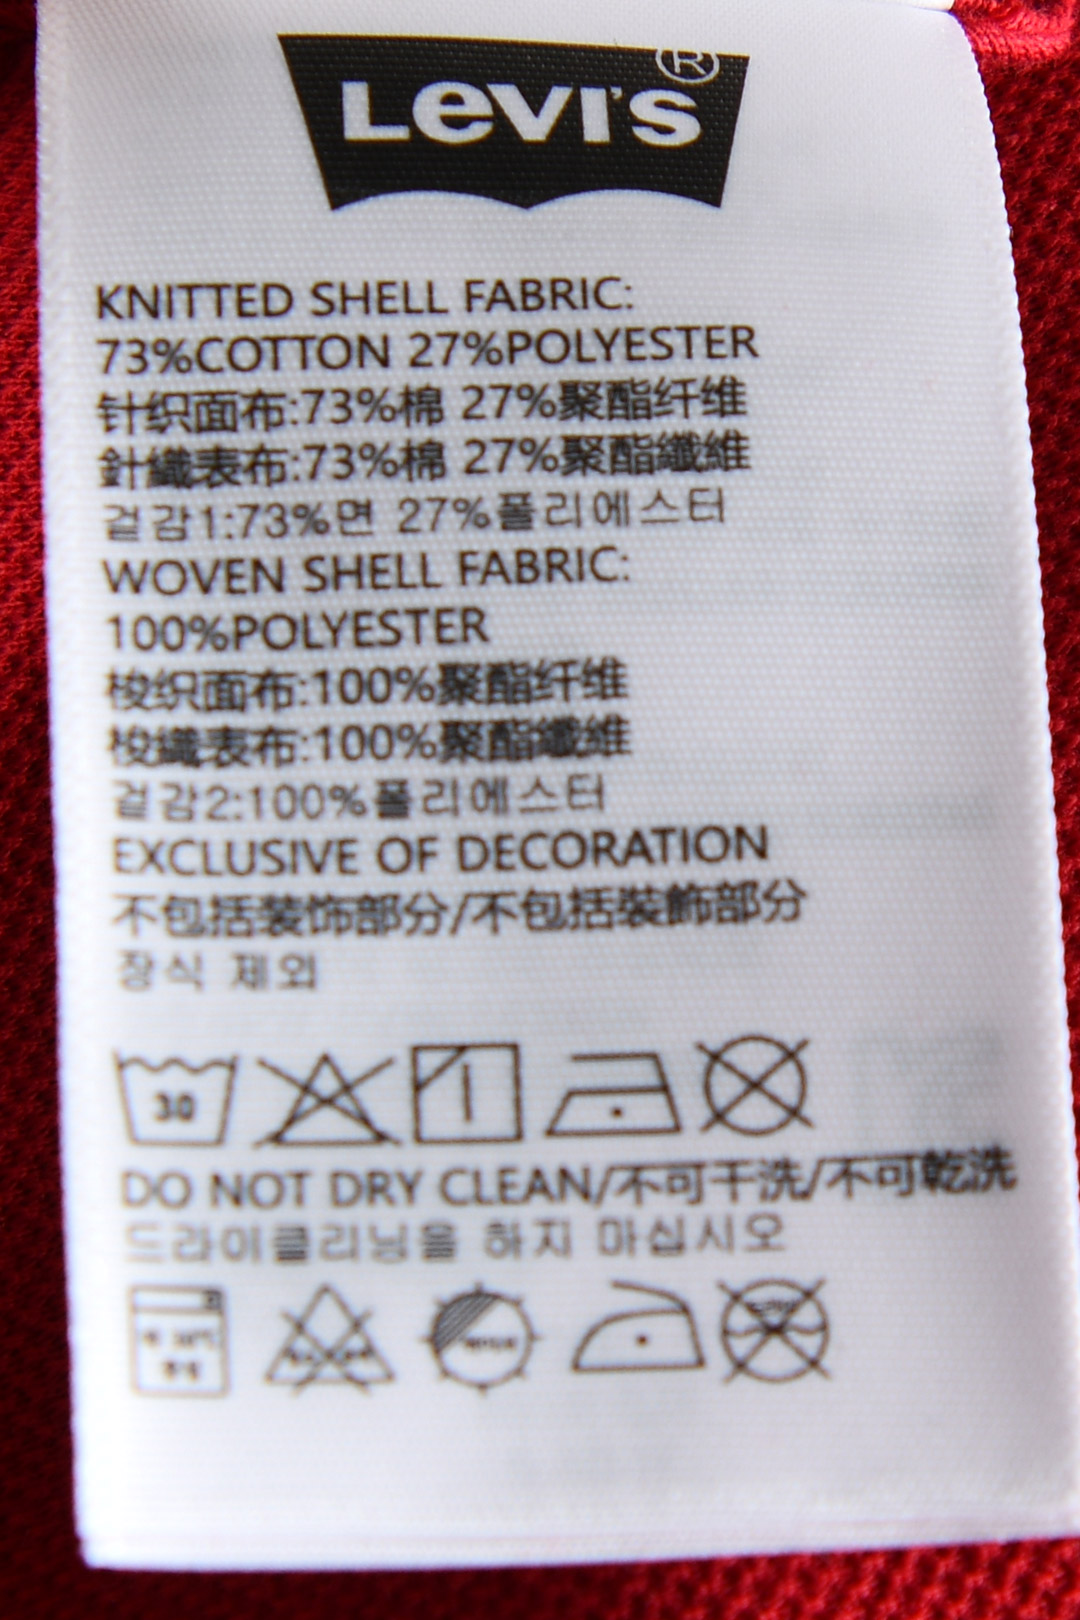 LEVI'S®
KNITTED SHELL FABRIC:
73%COTTON 27%POLYESTER
针织面布:73%棉 27%聚酯纤维
針織表布:73%棉 27%聚酯纖維
겉감1:73%면 27%폴리에스터
WOVEN SHELL FABRIC:
100%POLYESTER
梭织面布:100%聚酯纤维
梭織表布:100%聚酯纖維
겉감2:100%폴리에스터
EXCLUSIVE OF DECORATION
不包括装饰部分/不包括裝飾部分
장식 제외
30
DO NOT DRY CLEAN/不可干洗/不可乾洗
드라이클리닝을 하지 마십시오